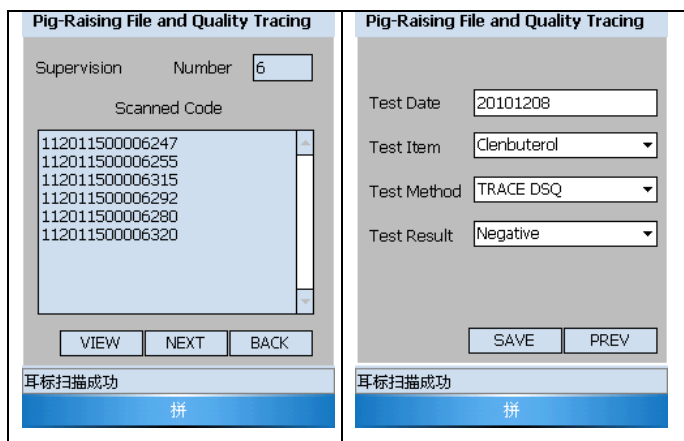 Pig-Raising File and Quality Tracing
Supervision Number 6
Scanned Code
112011500006247
112011500006255
112011500006315
112011500006292
112011500006280
112011500006320
VIEW NEXT BACK
耳标扫描成功
拼
Pig-Raising File and Quality Tracing
Test Date 20101208
Test Item Clenbuterol
Test Method TRACE DSQ
Test Result Negative
SAVE PREV
耳标扫描成功
拼